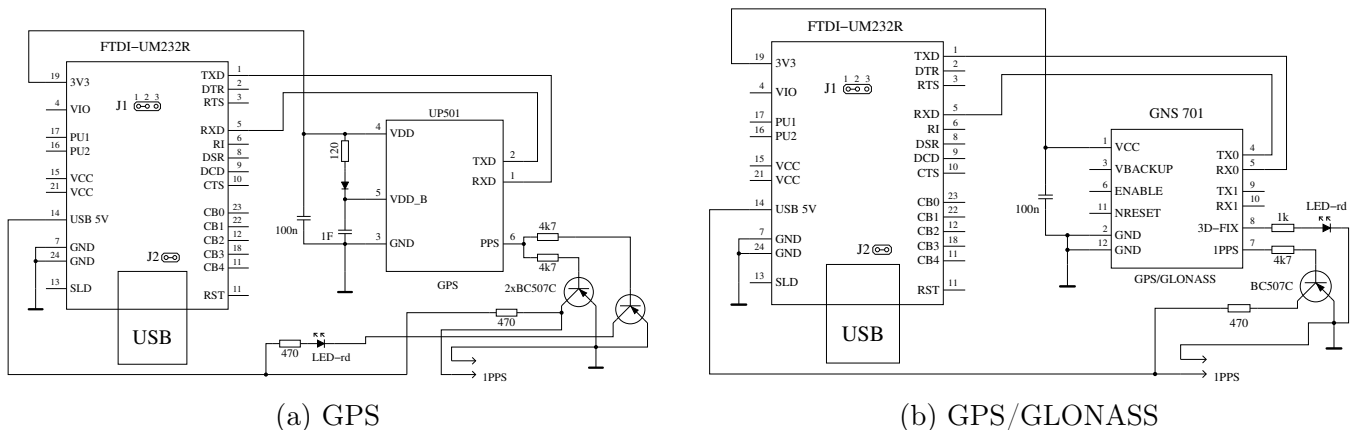 FTDI−UM232R
19 3V3
4 VIO
17 PU1
16 PU2
15 VCC
21 VCC
14 USB 5V
7 GND
24 GND
13 SLD
J1 1 2 3
J2
TXD 1
DTR 2
RTS 3
RXD 5
RI 6
DSR 8
DCD 9
CTS 10
CB0 23
CB1 22
CB2 12
CB3 18
CB4 11
RST 11
USB
100n
120
1F
UP501
4 VDD
5 VDD_B
3 GND
TXD 2
RXD 1
PPS 6
GPS
4k7
4k7
2xBC507C
470
470
LED−rd
1PPS
(a) GPS
FTDI−UM232R
19 3V3
4 VIO
17 PU1
16 PU2
15 VCC
21 VCC
14 USB 5V
7 GND
24 GND
13 SLD
J1 1 2 3
J2
TXD 1
DTR 2
RTS 3
RXD 5
RI 6
DSR 8
DCD 9
CTS 10
CB0 23
CB1 22
CB2 12
CB3 18
CB4 11
RST 11
USB
100n
GNS 701
1 VCC
3 VBACKUP
6 ENABLE
11 NRESET
2 GND
12 GND
TX0 4
RX0 5
TX1 9
RX1 10
3D−FIX 8
1PPS 7
GPS/GLONASS
1k
LED−rd
4k7
BC507C
470
1PPS
(b) GPS/GLONASS